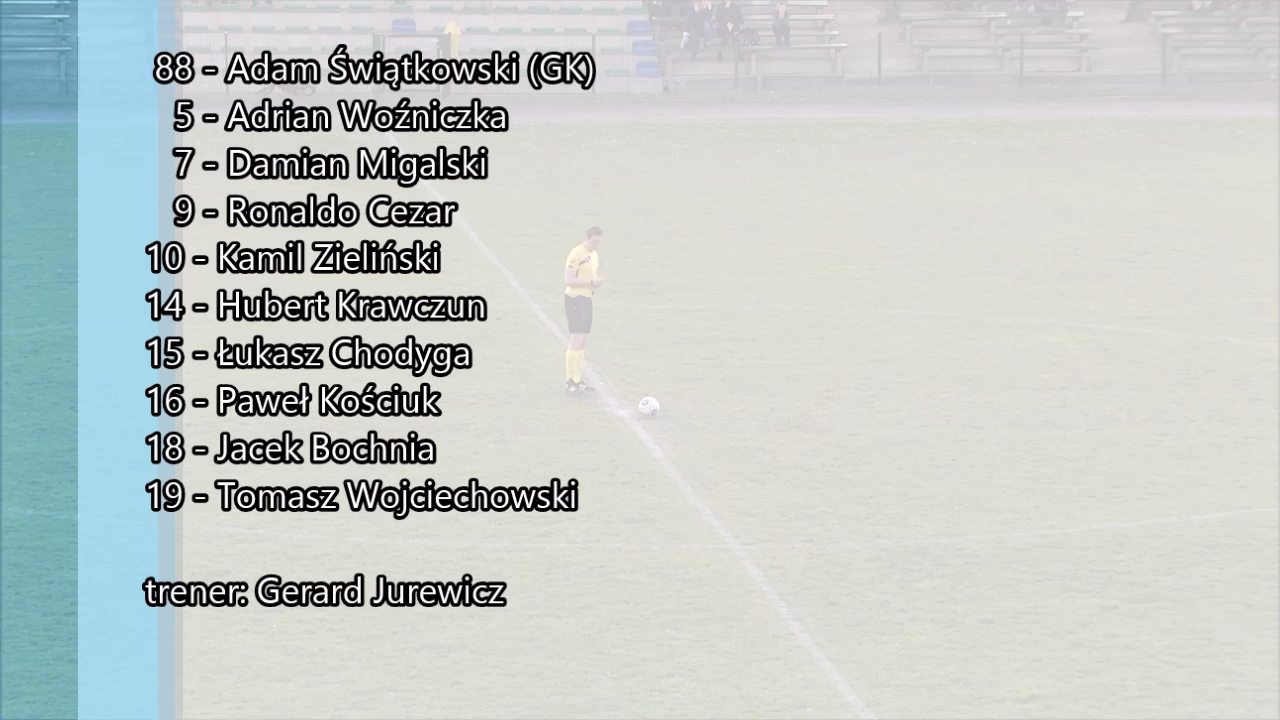 88 - Adam Świątkowski (GK)
5 - Adrian Woźniczka
7 - Damian Migalski
9 - Ronaldo Cezar
10 - Kamil Zieliński
14 - Hubert Krawczun
15 - Łukasz Chodyga
16 - Paweł Kościuk
18 - Jacek Bochnia
19 - Tomasz Wojciechowski
trener: Gerard Jurewicz